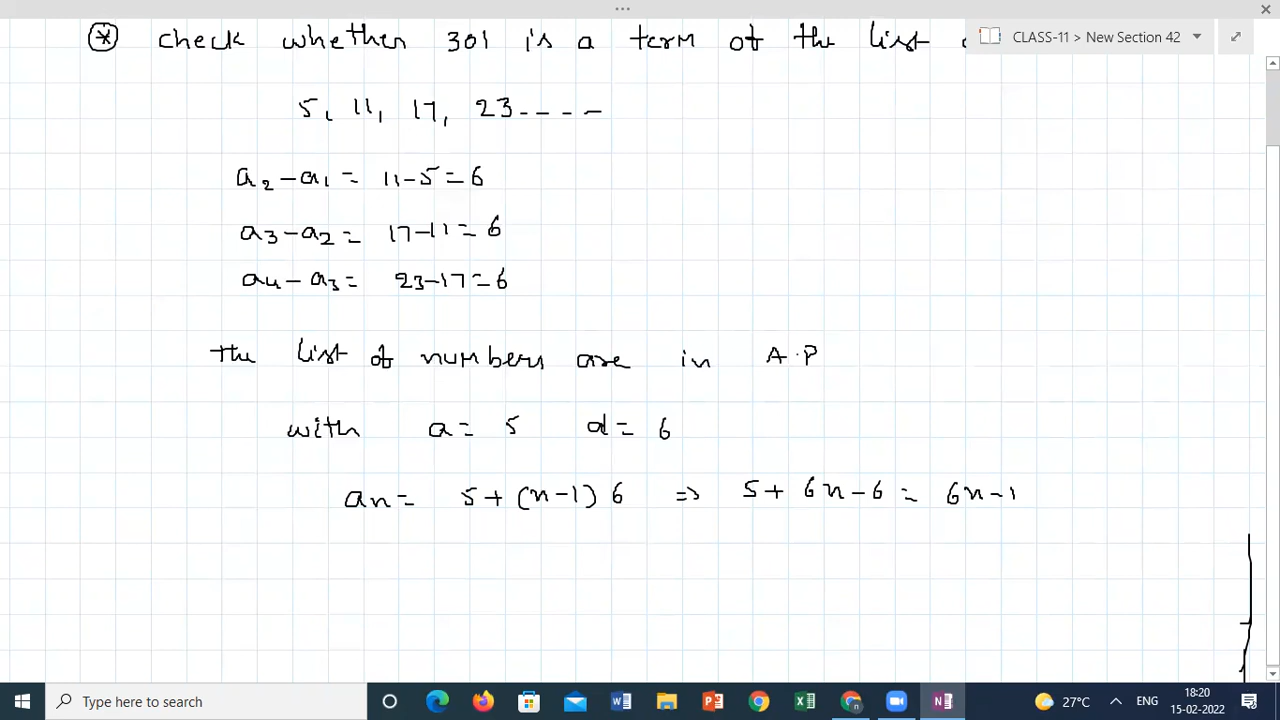 ...
CLASS-11 > New Section 42
* check whether 301 is a term of the list
5, 11, 17, 23----
a2-a1= 11-5=6
a3-a2= 17-11=6
a4-a3= 23-17=6
the list of numbers are in A.P
with a= 5 d= 6
an= 5+(n-1)6 => 5+6n-6= 6n-1
Type here to search
27°C
ENG
18:20
15-02-2022